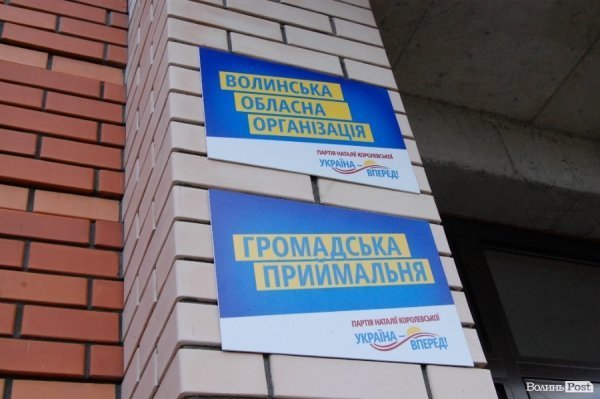 ВОЛИНСЬКА
ОБЛАСНА
ОРГАНІЗАЦІЯ
ПАРТІЯ НАТАЛІЇ КОРОЛЕВСЬКОЇ
УКРАЇНА –
ВПЕРЕД!
ГРОМАДСЬКА
ПРИЙМАЛЬНЯ
ПАРТІЯ НАТАЛІЇ КОРОЛЕВСЬКОЇ
УКРАЇНА –
ВПЕРЕД!
ВолиньPost